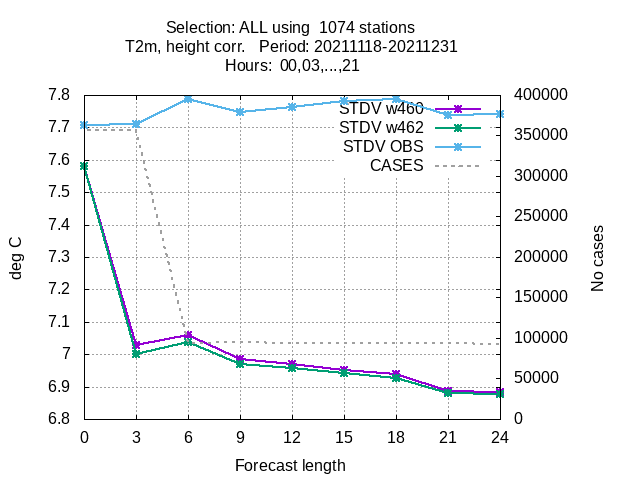 Selection: ALL using  1074 stations
T2m, height corr.   Period: 20211118-20211231
Hours:  00,03,...,21
7.8
7.7
7.6
7.5
7.4
7.3
7.2
7.1
7
6.9
6.8
deg C
STDV w460
STDV w462
STDV OBS
CASES
400000
350000
300000
250000
200000
150000
100000
50000
0
No cases
0 3 6 9 12 15 18 21 24
Forecast length